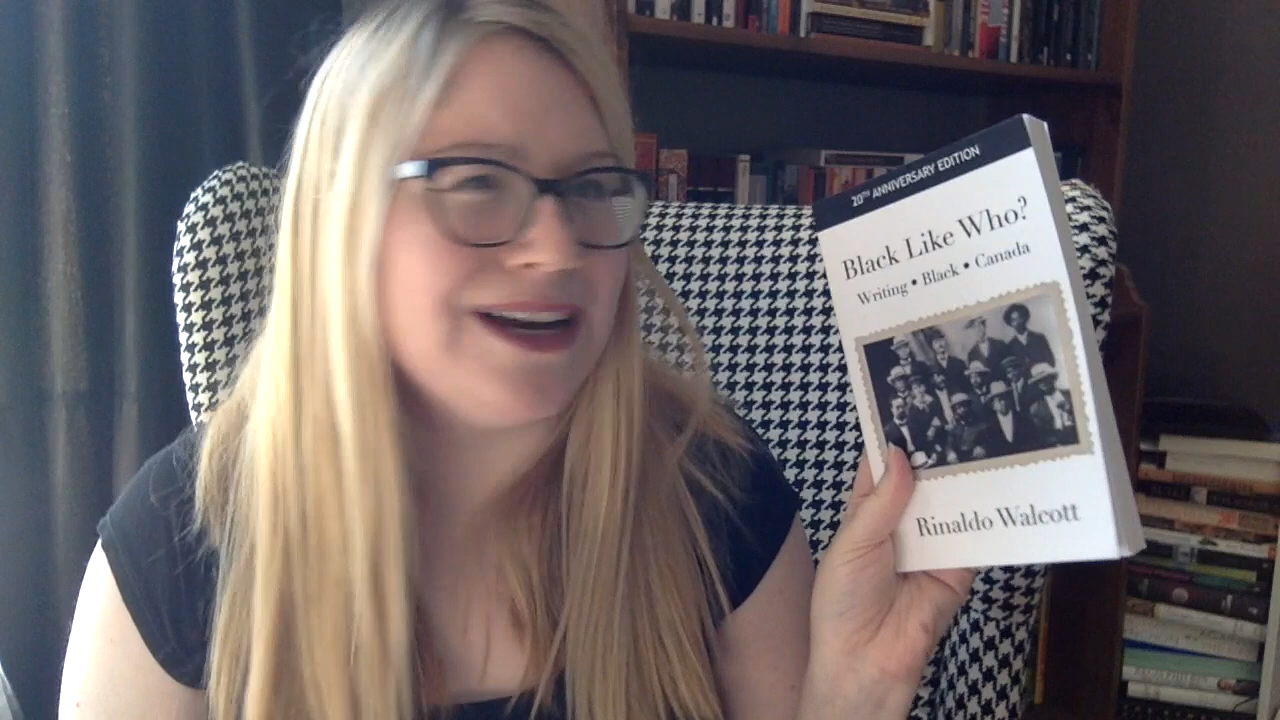 20TH ANNIVERSARY EDITION
Black Like Who?
Writing • Black • Canada
Rinaldo Walcott